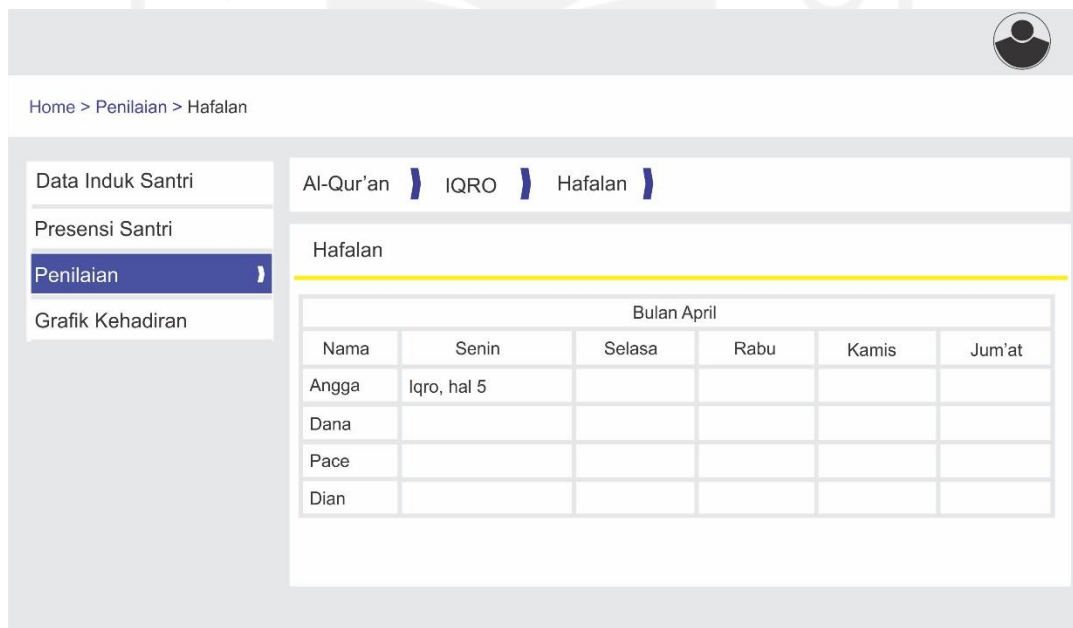 Home > Penilaian > Hafalan
Data Induk Santri
Presensi Santri
Penilaian
Grafik Kehadiran
Al-Qur'an IQRO Hafalan
Hafalan
Bulan April
Nama Senin Selasa Rabu Kamis Jum'at
Angga Iqro, hal 5
Dana
Pace
Dian